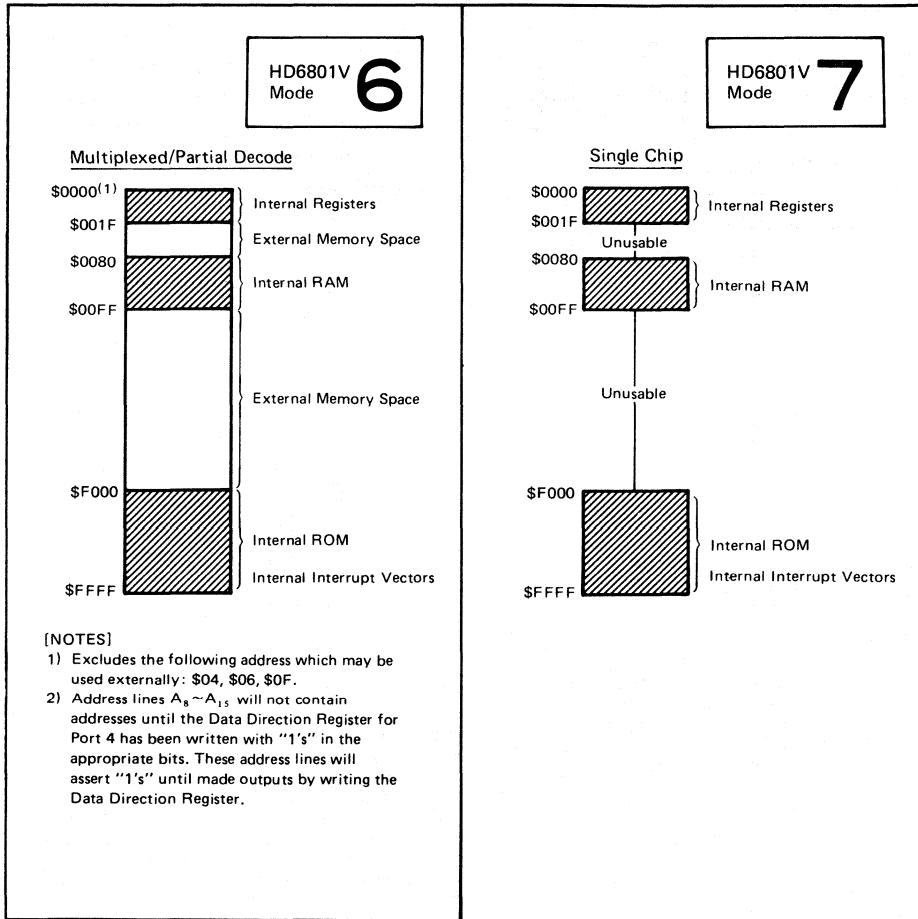 HD6801V
Mode 6
Multiplexed/Partial Decode
$0000(1)
Internal Registers
$001F
External Memory Space
$0080
Internal RAM
$00FF
External Memory Space
$F000
Internal ROM
Internal Interrupt Vectors
$FFFF
[NOTES]
1) Excludes the following address which may be
used externally: $04, $06, $0F.
2) Address lines A8~A15 will not contain
addresses until the Data Direction Register for
Port 4 has been written with "1's" in the
appropriate bits. These address lines will
assert "1's" until made outputs by writing the
Data Direction Register.
HD6801V
Mode 7
Single Chip
$0000
Internal Registers
$001F
Unusable
$0080
Internal RAM
$00FF
Unusable
$F000
Internal ROM
Internal Interrupt Vectors
$FFFF